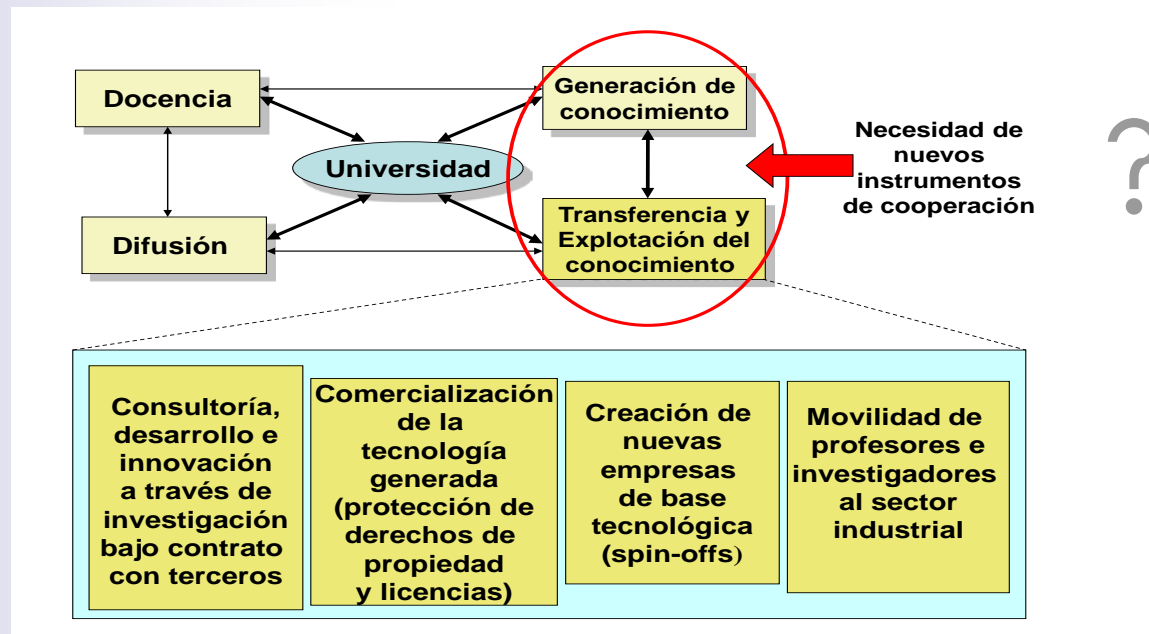 Docencia
Generación de
conocimiento
Necesidad de
nuevos
instrumentos
de cooperación
?
Universidad
Difusión
Transferencia y
Explotación del
conocimiento
Consultoría,
desarrollo e
innovación
a través de
investigación
bajo contrato
con terceros
Comercialización
de la
tecnología
generada
(protección de
derechos de
propiedad
y licencias)
Creación de
nuevas
empresas
de base
tecnológica
(spin-offs)
Movilidad de
profesores e
investigadores
al sector
industrial